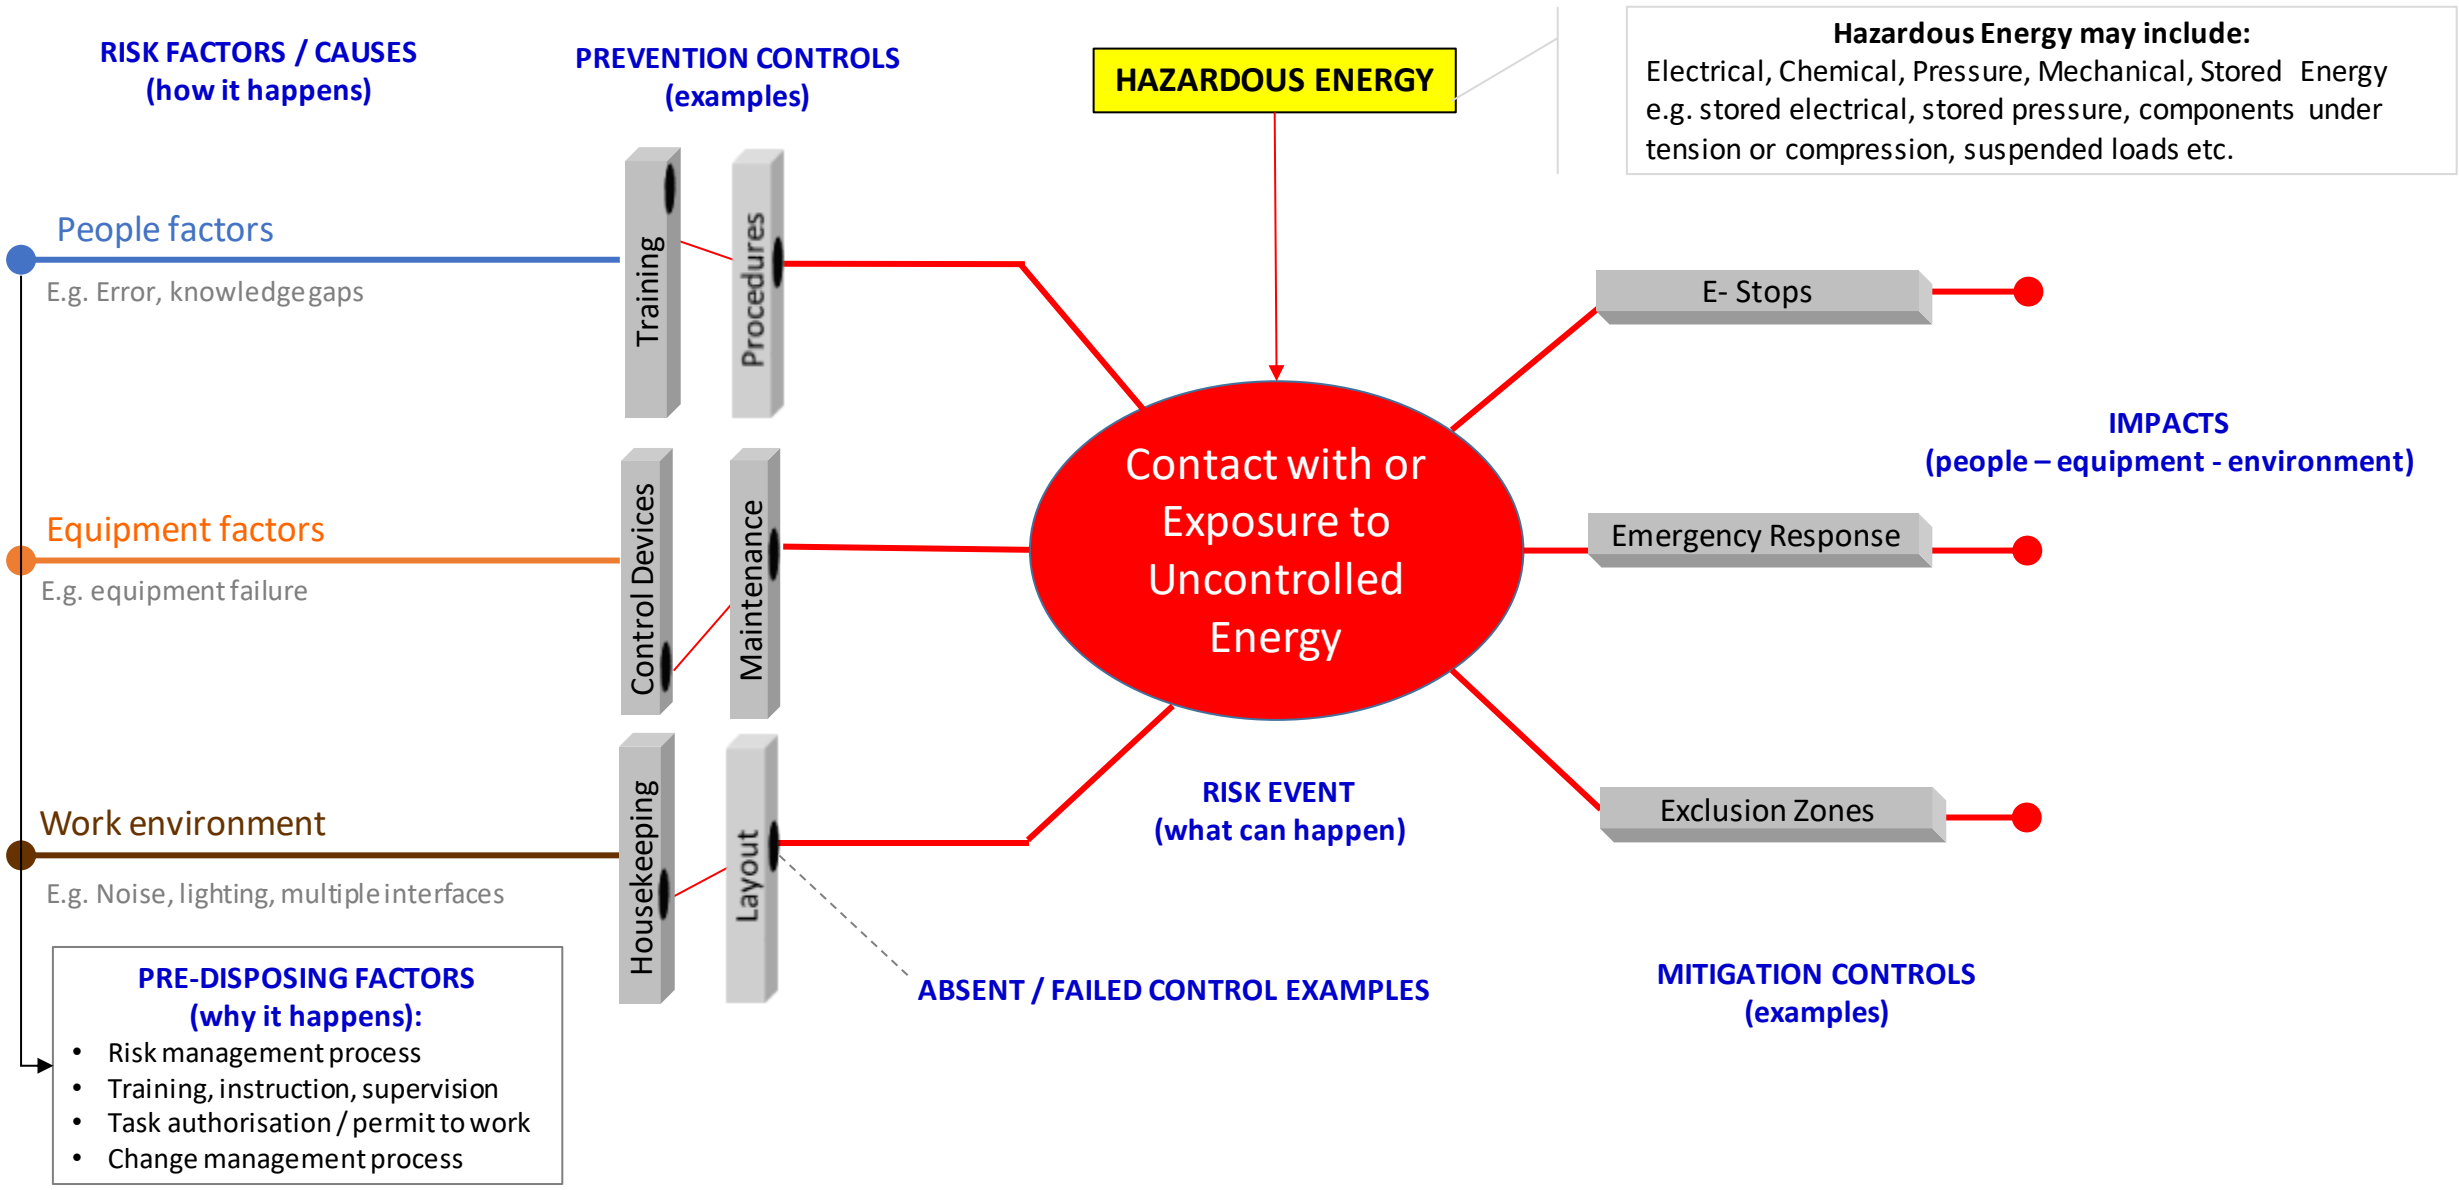 RISK FACTORS / CAUSES
(how it happens)
PREVENTION CONTROLS
(examples)
HAZARDOUS ENERGY
Hazardous Energy may include:
Electrical, Chemical, Pressure, Mechanical, Stored Energy
e.g. stored electrical, stored pressure, components under
tension or compression, suspended loads etc.
People factors
E.g. Error, knowledge gaps
Training
Procedures
E- Stops
Contact with or
Exposure to
Uncontrolled
Energy
IMPACTS
(people – equipment - environment)
Equipment factors
E.g. equipment failure
Control Devices
Maintenance
Emergency Response
Work environment
E.g. Noise, lighting, multiple interfaces
Housekeeping
Layout
RISK EVENT
(what can happen)
Exclusion Zones
ABSENT / FAILED CONTROL EXAMPLES
MITIGATION CONTROLS
(examples)
PRE-DISPOSING FACTORS
(why it happens):
• Risk management process
• Training, instruction, supervision
• Task authorisation / permit to work
• Change management process